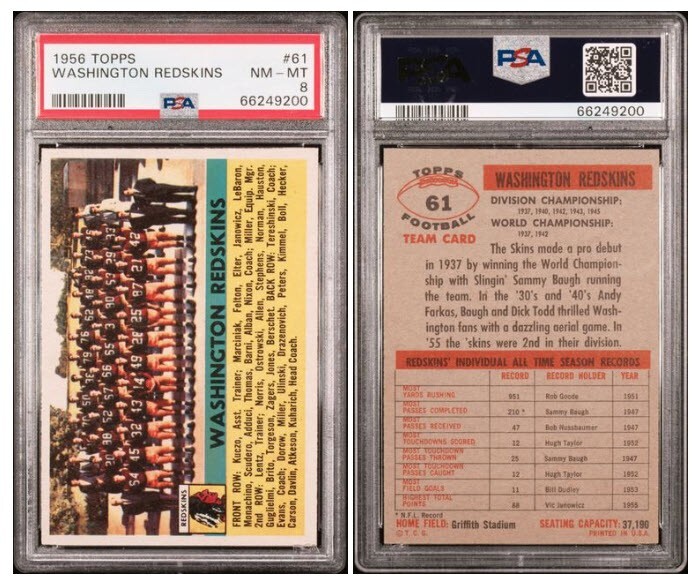 1956 TOPPS #61
WASHINGTON REDSKINS NM - MT
8
PSA 66249200
WASHINGTON REDSKINS
REDSKINS
FRONT ROW: Kuczo, Asst. Trainer; Marciniak, Felton, Elter, Janowicz, LeBaron,
Monachino, Scudero, Adduci, Thomas, Barni, Alban, Nixon, Coach; Miller, Equip. Mgr.
2nd ROW: Lentz, Trainer; Norris, Ostrowski, Allen, Stephens, Norman, Hauston,
Guglielmi, Brito, Torgeson, Zagers, Jones, Berschet. BACK ROW: Tereshinski, Coach;
Evans, Coach; Dorow, Miller, Ulinski, Drazenovich, Peters, Kimmel, Boll, Hecker,
Carson, Cavlin, Atkeson, Kuharich, Head Coach.
PSA
PSA
66249200
TOPPS
61
FOOTBALL
TEAM CARD
WASHINGTON REDSKINS
DIVISION CHAMPIONSHIP:
1937, 1940, 1942, 1943, 1945
WORLD CHAMPIONSHIP:
1937, 1942
The Skins made a pro debut
in 1937 by winning the World Champion-
ship with Slingin' Sammy Baugh running
the team. In the '30's and '40's Andy
Farkas, Baugh and Dick Todd thrilled Wash-
ington fans with a dazzling aerial game. In
'55 the 'skins were 2nd in their division.
REDSKINS' INDIVIDUAL ALL TIME SEASON RECORDS
RECORD RECORD HOLDER YEAR
MOST YARDS RUSHING 951 Rob Goode 1951
MOST PASSES COMPLETED 210 * Sammy Baugh 1947
MOST PASSES RECEIVED 47 Bob Nussbaumer 1947
MOST TOUCHDOWNS SCORED 12 Hugh Taylor 1952
MOST TOUCHDOWN PASSES THROWN 25 Sammy Baugh 1947
MOST TOUCHDOWN PASSES CAUGHT 12 Hugh Taylor 1952
MOST FIELD GOALS 11 Bill Dudley 1953
HIGHEST TOTAL POINTS 88 Vic Janowicz 1955
* N.F.L. Record
HOME FIELD: Griffith Stadium SEATING CAPACITY: 37,190
© T. C. G. PRINTED IN U.S.A.